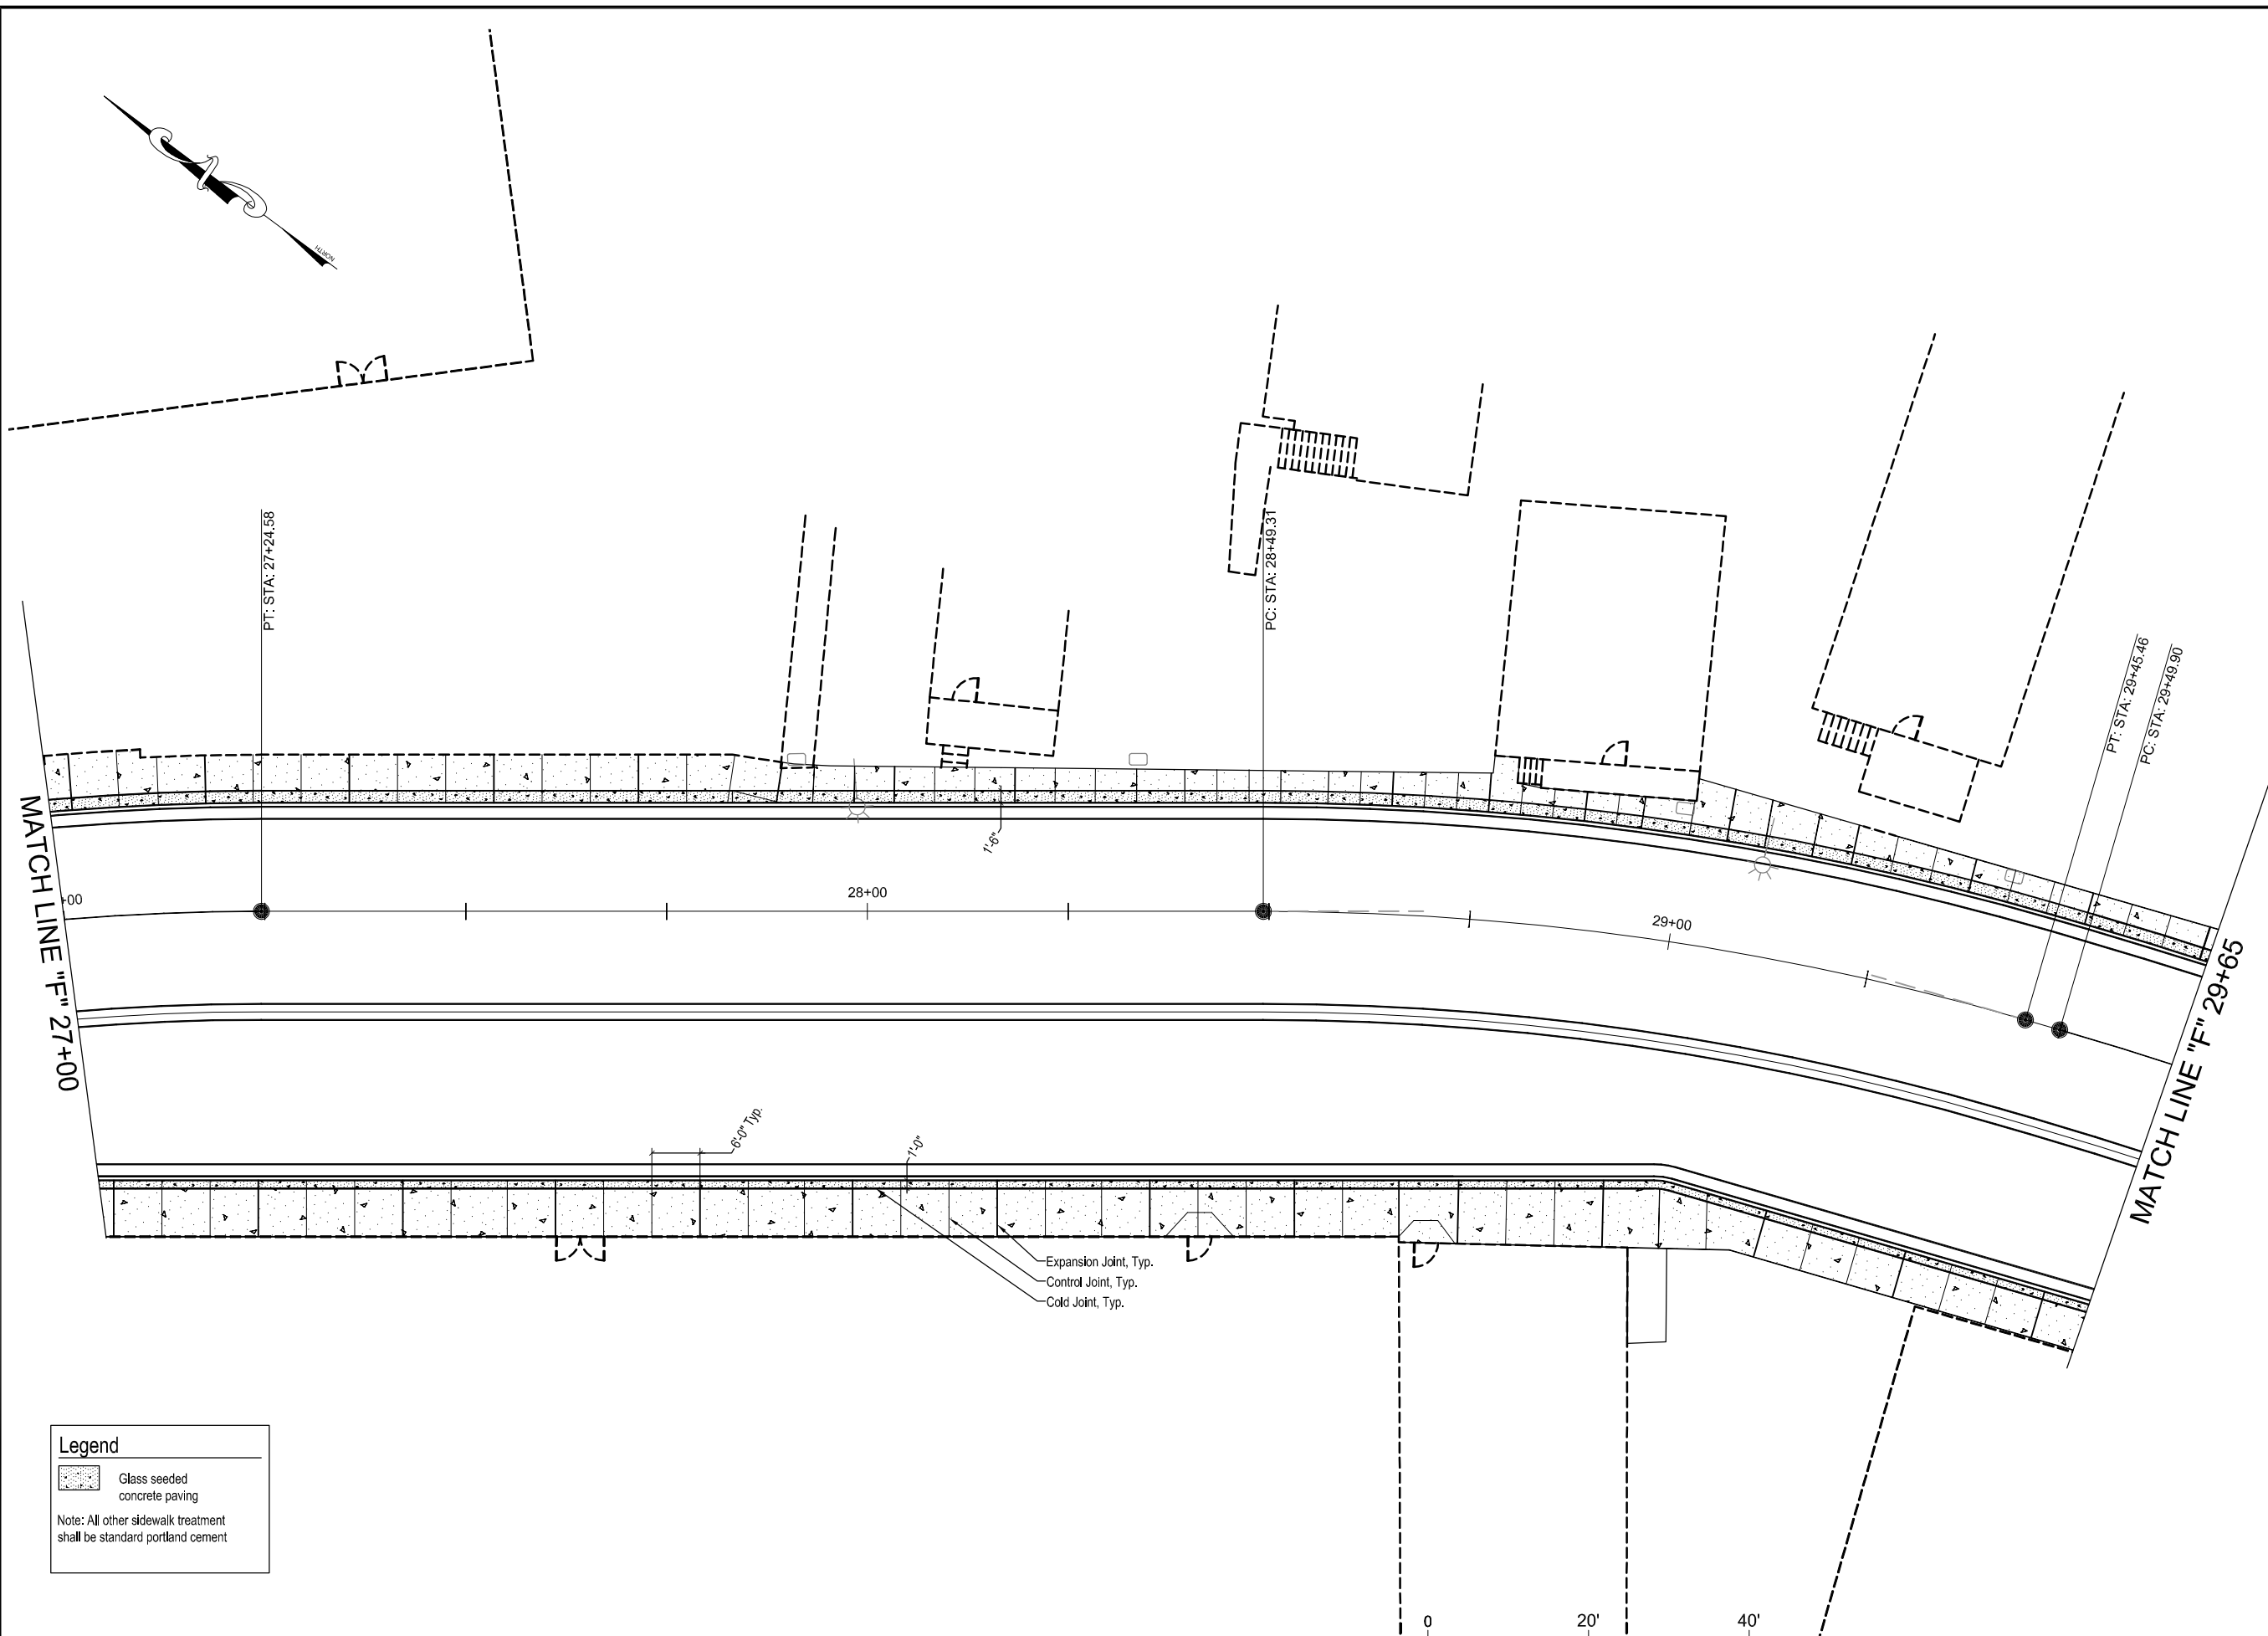 NORTH
PT: STA: 27+24.58
PC: STA: 28+49.31
PT: STA: 29+45.46
PC: STA: 29+49.90
MATCH LINE "F" 27+00
+00
28+00
29+00
1'-6"
MATCH LINE "F" 29+65
6'-0" Typ.
1'-0"
Expansion Joint, Typ.
Control Joint, Typ.
Cold Joint, Typ.
Legend
Glass seeded
concrete paving
Note: All other sidewalk treatment
shall be standard portland cement
0 20' 40'